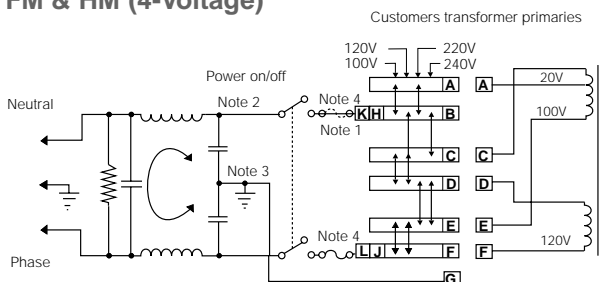 FM & HM (4-Voltage)
Customers transformer primaries
120V 220V
100V 240V
Power on/off
Neutral
Note 2
Note 4
Note 1
K H B
A A
20V
100V
C C
Note 3
D D
E E
Note 4
L J F F
120V
Phase
G